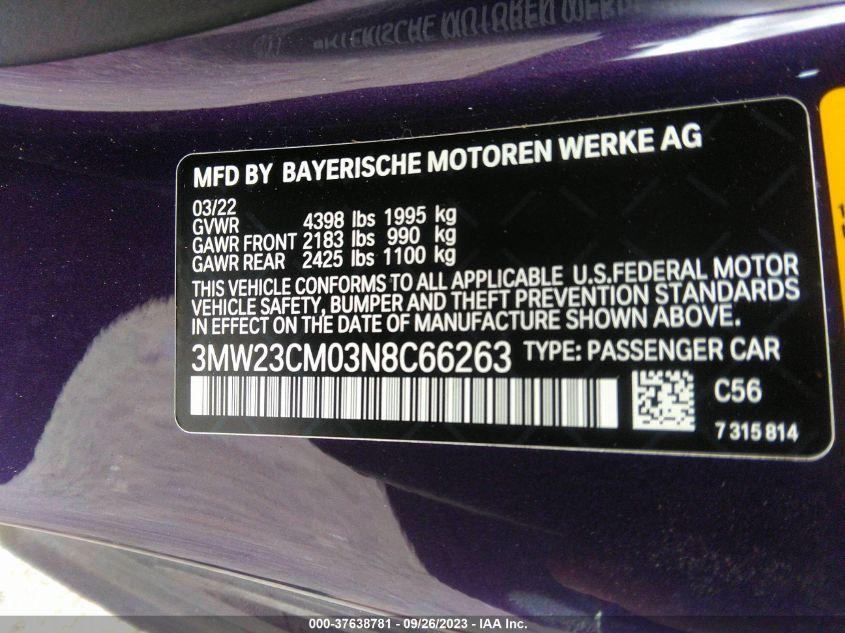 MFD BY BAYERISCHE MOTOREN WERKE AG
03/22
GVWR 4398 lbs 1995 kg
GAWR FRONT 2183 lbs 990 kg
GAWR REAR 2425 lbs 1100 kg
THIS VEHICLE CONFORMS TO ALL APPLICABLE U.S.FEDERAL MOTOR
VEHICLE SAFETY, BUMPER AND THEFT PREVENTION STANDARDS
IN EFFECT ON THE DATE OF MANUFACTURE SHOWN ABOVE.
3MW23CM03N8C66263 TYPE: PASSENGER CAR
C56
7 315 814
000-37638781 - 09/26/2023 - IAA Inc.